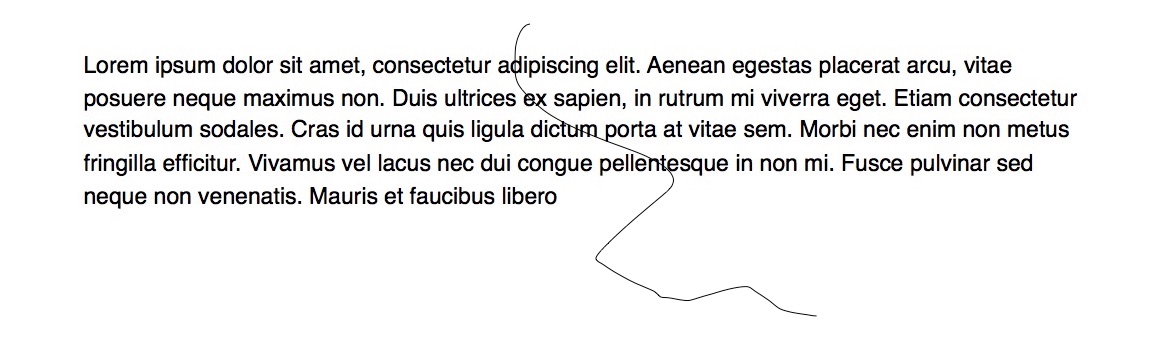 Lorem ipsum dolor sit amet, consectetur adipiscing elit. Aenean egestas placerat arcu, vitae
posuere neque maximus non. Duis ultrices ex sapien, in rutrum mi viverra eget. Etiam consectetur
vestibulum sodales. Cras id urna quis ligula dictum porta at vitae sem. Morbi nec enim non metus
fringilla efficitur. Vivamus vel lacus nec dui congue pellentesque in non mi. Fusce pulvinar sed
neque non venenatis. Mauris et faucibus libero